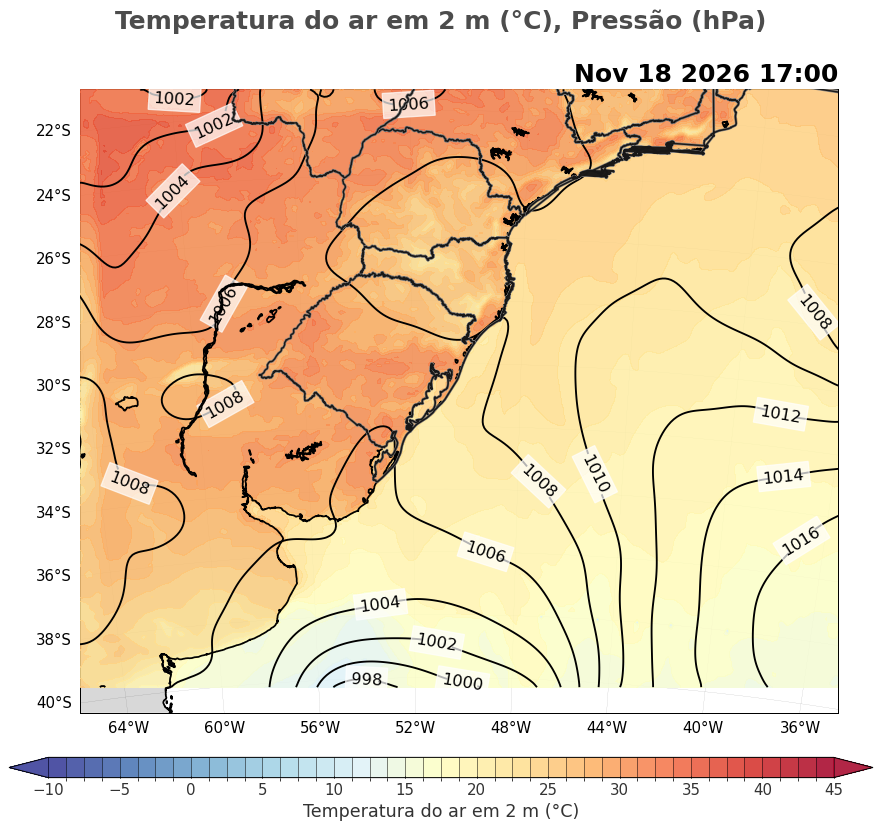 Temperatura do ar em 2 m (°C), Pressão (hPa)
Nov 18 2026 17:00
1002
1006
1002
1004
1006
1008
1008
1008
1008
1010
1012
1014
1016
1006
1004
1002
1000
998
22°S
24°S
26°S
28°S
30°S
32°S
34°S
36°S
38°S
40°S
64°W 60°W 56°W 52°W 48°W 44°W 40°W 36°W
−10 −5 0 5 10 15 20 25 30 35 40 45
Temperatura do ar em 2 m (°C)